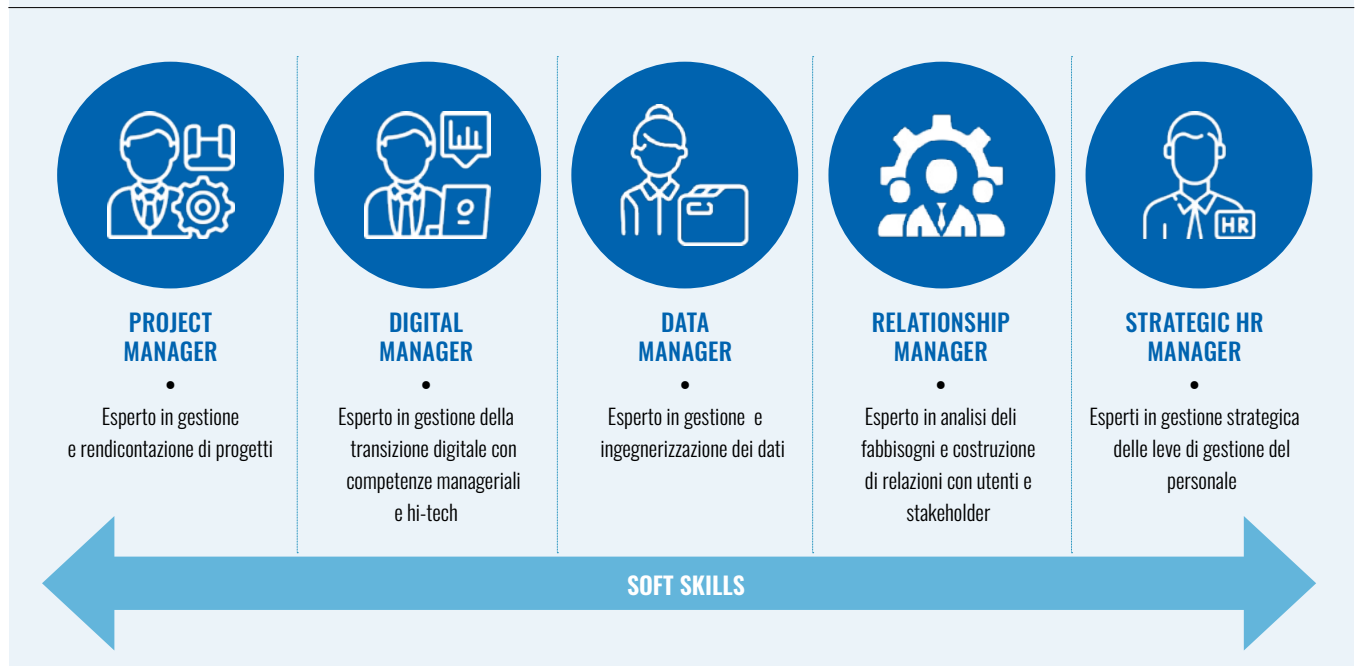 PROJECT
MANAGER
•
Esperto in gestione
e rendicontazione di progetti
DIGITAL
MANAGER
•
Esperto in gestione della
transizione digitale con
competenze manageriali
e hi-tech
DATA
MANAGER
•
Esperto in gestione e
ingegnerizzazione dei dati
RELATIONSHIP
MANAGER
•
Esperto in analisi deli
fabbisogni e costruzione
di relazioni con utenti e
stakeholder
HR
STRATEGIC HR
MANAGER
•
Esperti in gestione strategica
delle leve di gestione del
personale
SOFT SKILLS